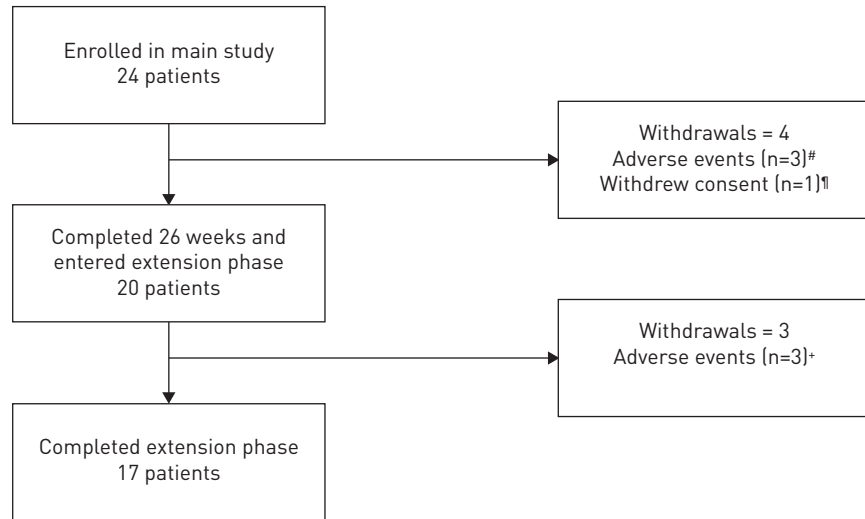 Enrolled in main study
24 patients
Withdrawals = 4
Adverse events (n=3)#
Withdrew consent (n=1)¶
Completed 26 weeks and
entered extension phase
20 patients
Withdrawals = 3
Adverse events (n=3)+
Completed extension phase
17 patients